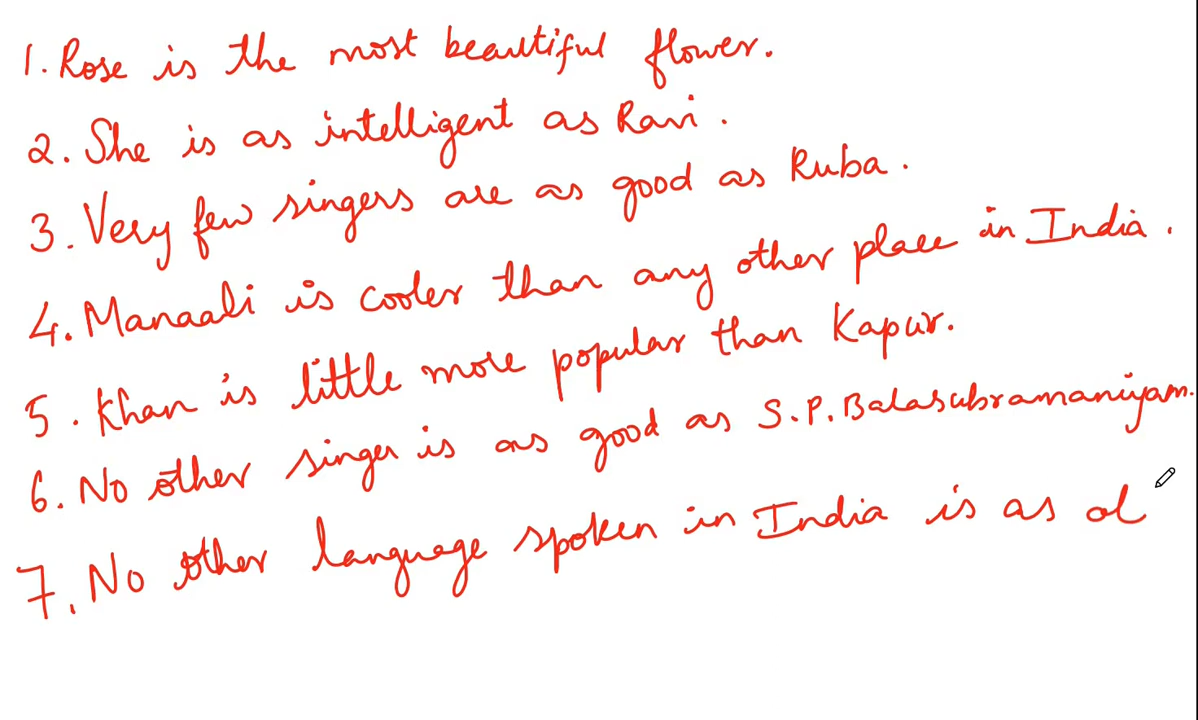 1. Rose is the most beautiful flower.
2. She is as intelligent as Ravi.
3. Very few singers are as good as Ruba.
4. Manaali is cooler than any other place in India.
5. Khan is little more popular than Kapur.
6. No other singer is as good as S.P. Balasubramaniyam.
7. No other language spoken in India is as ol